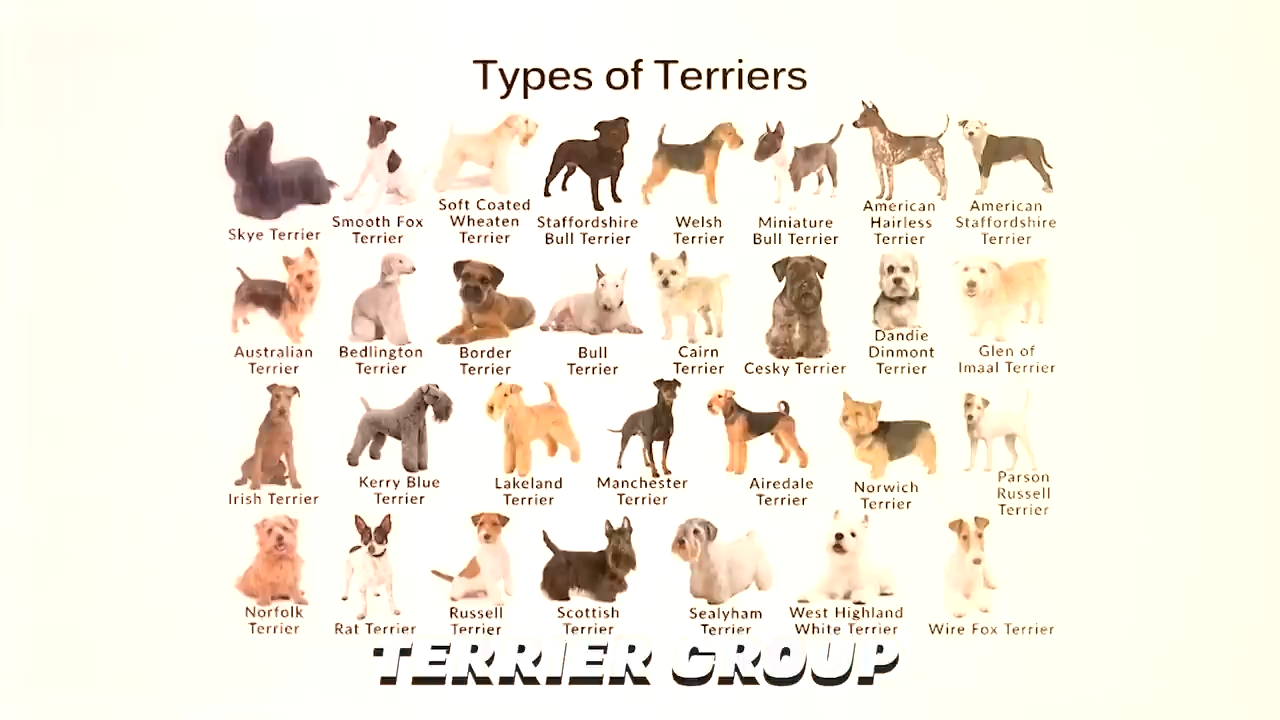 Types of Terriers
Skye Terrier
Smooth Fox
Terrier
Soft Coated
Wheaten
Terrier
Staffordshire
Bull Terrier
Welsh
Terrier
Miniature
Bull Terrier
American
Hairless
Terrier
American
Staffordshire
Terrier
Australian
Terrier
Bedlington
Terrier
Border
Terrier
Bull
Terrier
Cairn
Terrier
Cesky Terrier
Dandie
Dinmont
Terrier
Glen of
Imaal Terrier
Irish Terrier
Kerry Blue
Terrier
Lakeland
Terrier
Manchester
Terrier
Airedale
Terrier
Norwich
Terrier
Parson
Russell
Terrier
Norfolk
Terrier
Rat Terrier
Russell
Terrier
Scottish
Terrier
Sealyham
Terrier
West Highland
White Terrier
Wire Fox Terrier
TERRIER GROUP